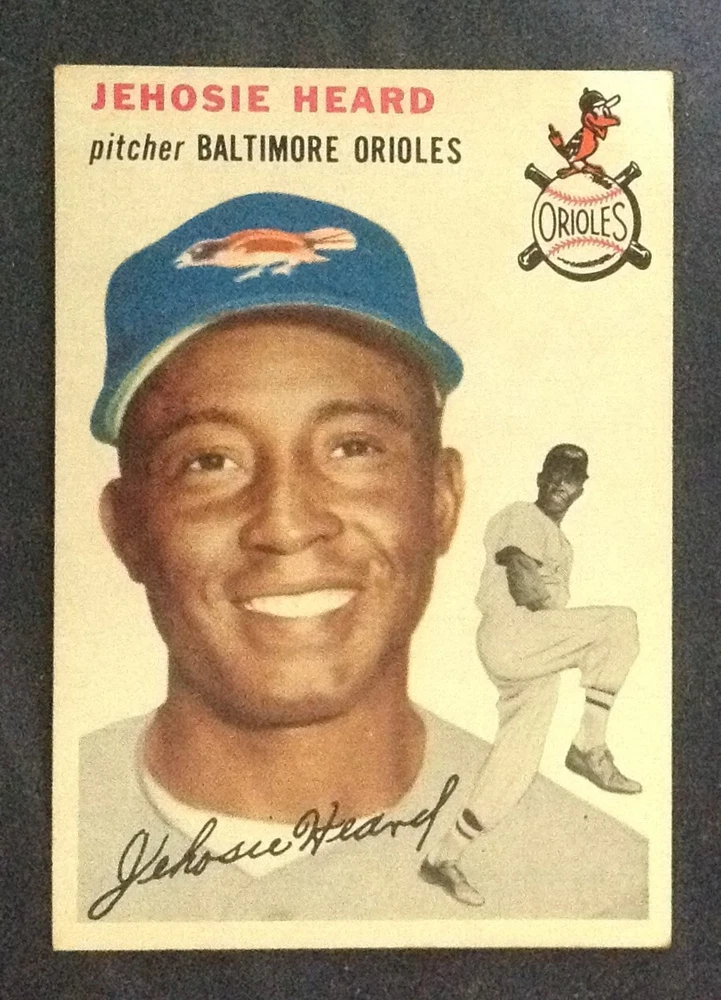 JEHOSIE HEARD
pitcher BALTIMORE ORIOLES
ORIOLES
Jehosie Heard